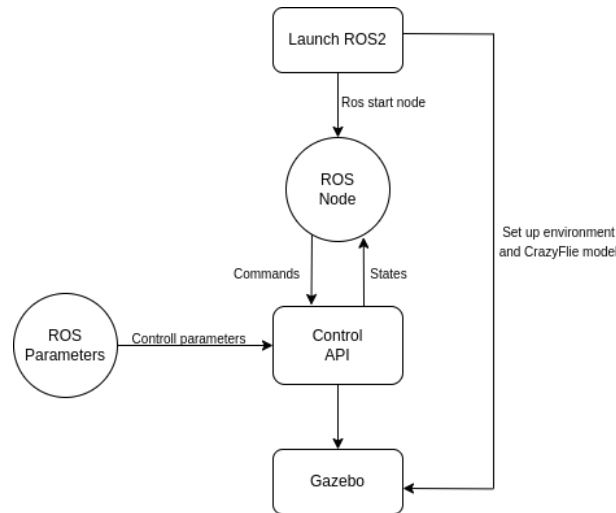 Launch ROS2
Ros start node
ROS
Node
Set up environment
and CrazyFlie model
Commands
States
ROS
Parameters
Controll parameters
Control
API
Gazebo